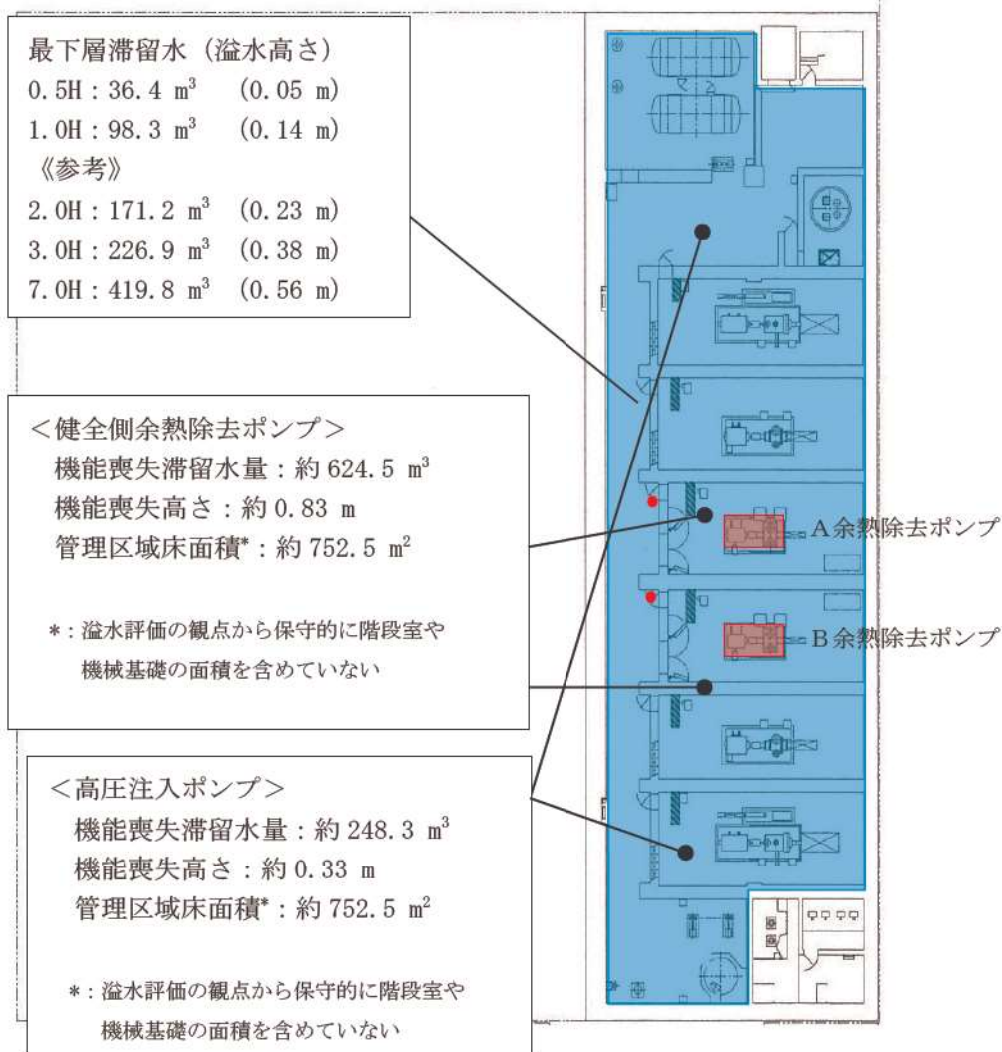 最下層滞留水（溢水高さ）
0.5H：36.4 m³ (0.05 m)
1.0H：98.3 m³ (0.14 m)
《参考》
2.0H：171.2 m³ (0.23 m)
3.0H：226.9 m³ (0.38 m)
7.0H：419.8 m³ (0.56 m)
＜健全側余熱除去ポンプ＞
機能喪失滞留水量：約 624.5 m³
機能喪失高さ：約 0.83 m
管理区域床面積*：約 752.5 m²
*：溢水評価の観点から保守的に階段室や
機械基礎の面積を含めていない
A余熱除去ポンプ
B余熱除去ポンプ
＜高圧注入ポンプ＞
機能喪失滞留水量：約 248.3 m³
機能喪失高さ：約 0.33 m
管理区域床面積*：約 752.5 m²
*：溢水評価の観点から保守的に階段室や
機械基礎の面積を含めていない